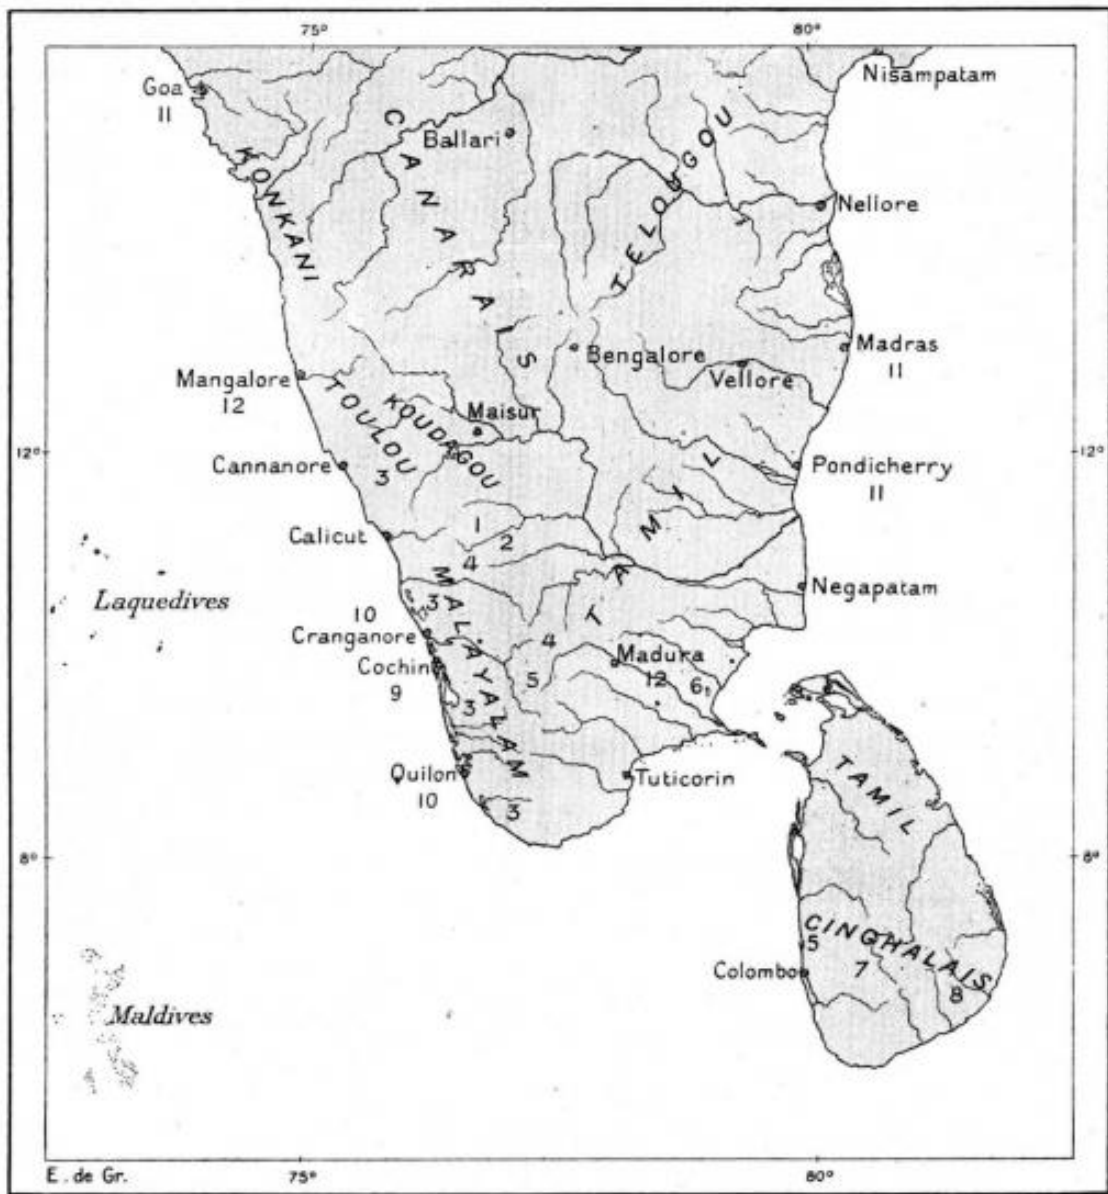 75° 80°
Nisampatam
Goa
11
CANARAIS
Ballari
TELOUGOU
KONKANI
Nellore
Bengalore
Madras
11
Vellore
Mangalore
12
TOULOU
KOUDAGOU
Maisur
12° 12°
Cannanore
3
Pondicherry
11
TAMIL
1
2
Calicut
4
Negapatam
Laquedives
MALAYALAM
3
10
Cranganore
4
Cochin
9
Madura
12
5
6
3
Quilon
10
Tuticorin
3
TAMIL
8° 8°
CINGHALAIS
5
7
Colombo
8
Maldives
E. de Gr.
75° 80°